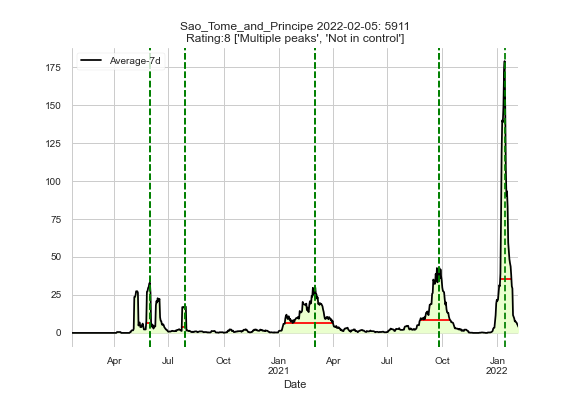 Sao_Tome_and_Principe 2022-02-05: 5911
Rating:8 ['Multiple peaks', 'Not in control']
Average-7d
175
150
125
100
75
50
25
0
Apr Jul Oct Jan Apr Jul Oct Jan
2021 2022
Date